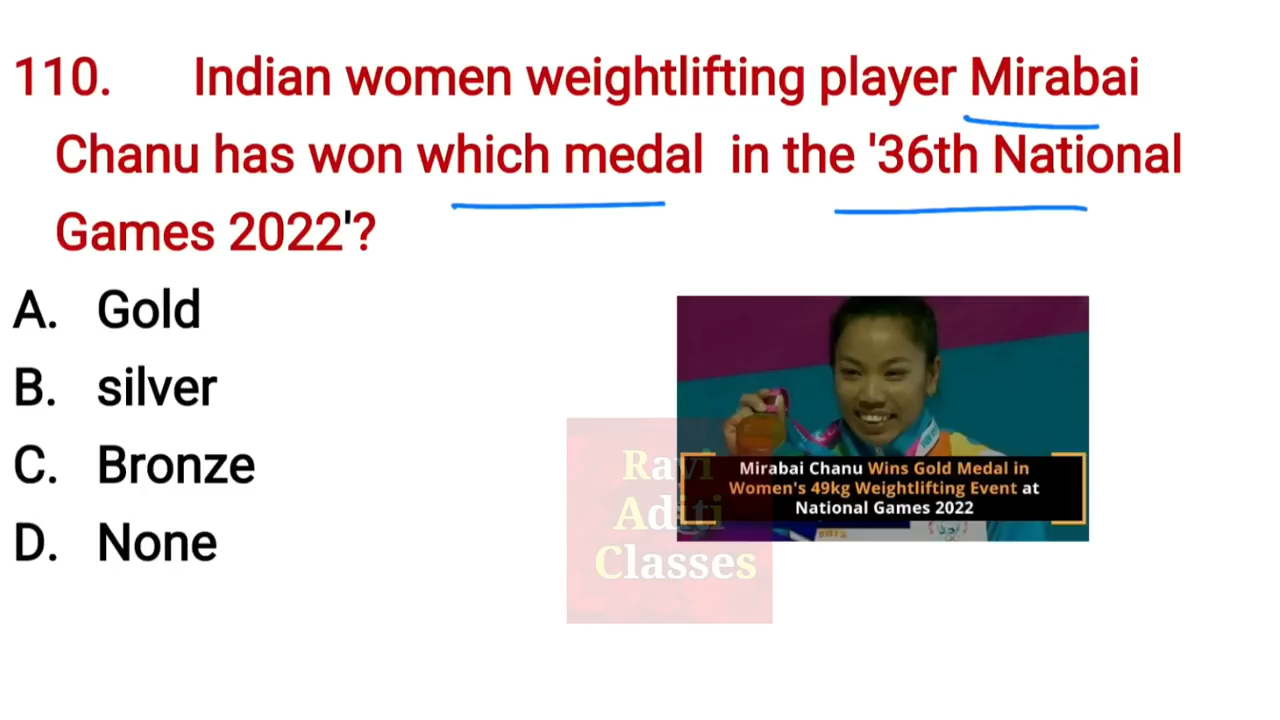 110. Indian women weightlifting player Mirabai
Chanu has won which medal in the '36th National
Games 2022'?
A. Gold
B. silver
C. Bronze
D. None
Mirabai Chanu Wins Gold Medal in
Women's 49kg Weightlifting Event at
National Games 2022
Ravi
Aditi
Classes